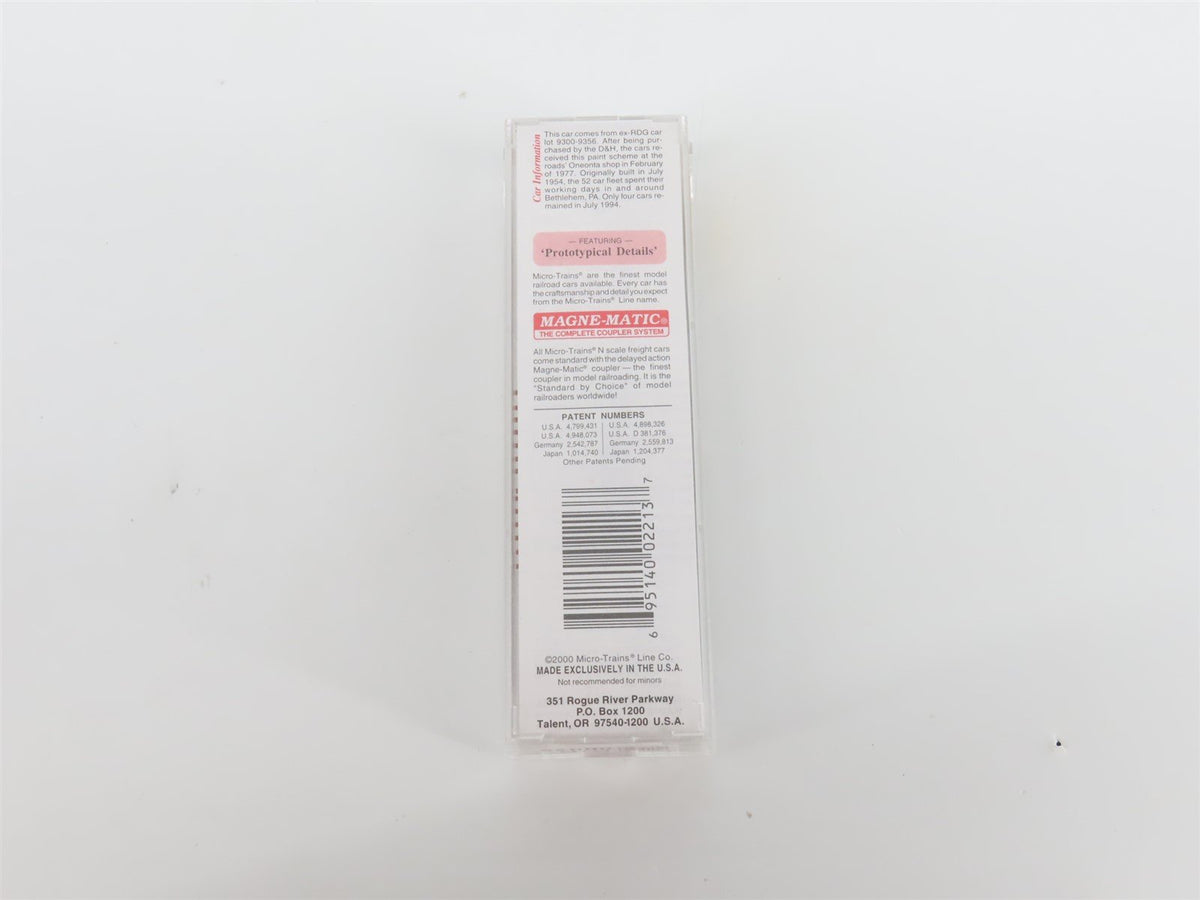 Car Information
This car comes from ex-RDG car
lot 9300-9356. After being pur-
chased by the D&H, the cars re-
ceived this paint scheme at the
roads' Oneonta shop in February
of 1977. Originally built in July
1954, the 52 car fleet spent their
working days in and around
Bethlehem, PA. Only four cars re-
mained in July 1994.
— FEATURING —
'Prototypical Details'
Micro-Trains® are the finest model
railroad cars available. Every car has
the craftsmanship and detail you expect
from the Micro-Trains® Line name.
MAGNE-MATIC®
THE COMPLETE COUPLER SYSTEM
All Micro-Trains® N scale freight cars
come standard with the delayed action
Magne-Matic® coupler — the finest
coupler in model railroading. It is the
"Standard by Choice" of model
railroaders worldwide!
PATENT NUMBERS
U.S.A. 4,799,431 | U.S.A. 4,898,326
U.S.A. 4,948,073 | U.S.A. D 381,376
Germany 2,542,787 | Germany 2,559,813
Japan 1,014,740 | Japan 1,204,377
Other Patents Pending
6 95140 02213 7
©2000 Micro-Trains® Line Co.
MADE EXCLUSIVELY IN THE U.S.A.
Not recommended for minors
351 Rogue River Parkway
P.O. Box 1200
Talent, OR 97540-1200 U.S.A.